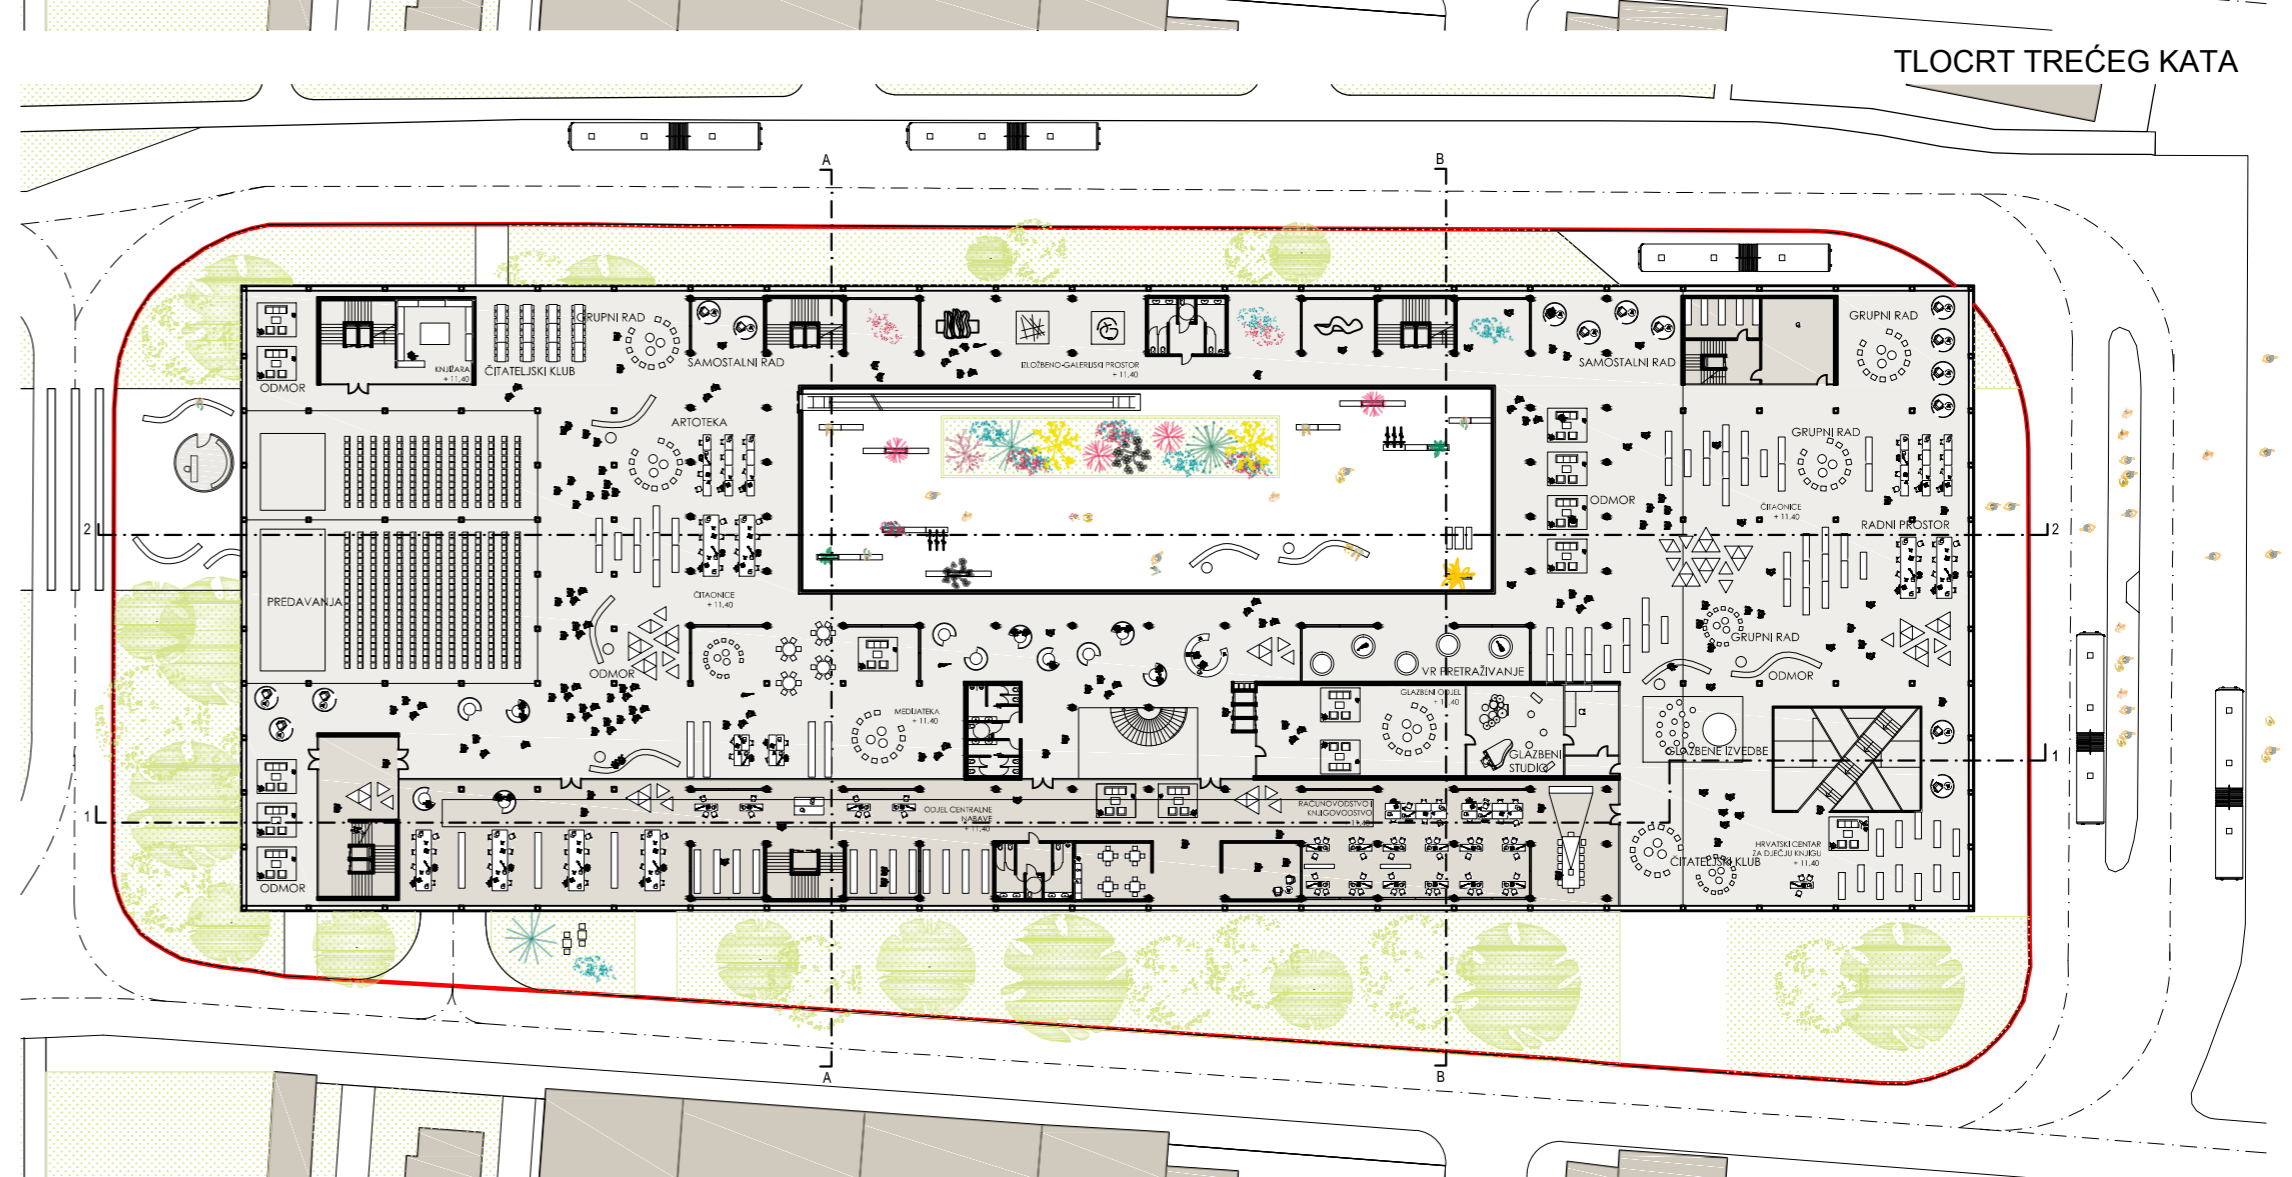 TLOCRT TREĆEG KATA
A
B
GRUPNI RAD
GRUPNI RAD
KNJIŽARA
+ 11,40
ČITATELJSKI KLUB
SAMOSTALNI RAD
IZLOŽBENO-GALERIJSKI PROSTOR
+ 11,40
SAMOSTALNI RAD
ODMOR
ARTOTEKA
GRUPNI RAD
ODMOR
ČITAONICE
+ 11,40
RADNI PROSTOR
2
2
PREDAVANJA
ČITAONICE
+ 11,40
GRUPNI RAD
ODMOR
VR PRETRAŽIVANJE
ODMOR
GLAZBENI ODJEL
+ 11,40
MEDIJATEKA
+ 11,40
GLAZBENI
STUDIO
GLAZBENE IZVEDBE
1
1
ODJEL CENTRALNE
NABAVE
+ 11,40
RAČUNOVODSTVO I
KNJIGOVODSTVO
+ 11,40
HRVATSKI CENTAR
ZA DJEČJU KNJIGU
+ 11,40
ČITATELJSKI KLUB
ODMOR
A
B